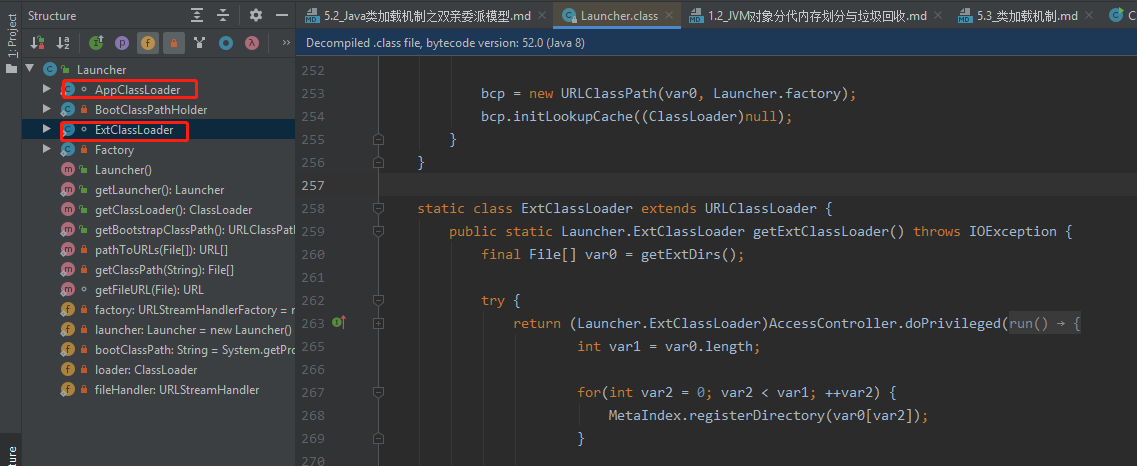 1: Project
Structure
5.2_Java类加载机制之双亲委派模型.md
Launcher.class
1.2_JVM对象分代内存划分与垃圾回收.md
5.3_类加载机制.md
C
Decompiled .class file, bytecode version: 52.0 (Java 8)
Launcher
AppClassLoader
BootClassPathHolder
ExtClassLoader
Factory
Launcher()
getLauncher(): Launcher
getClassLoader(): ClassLoader
getBootstrapClassPath(): URLClassPath
pathToURLs(File[]): URL[]
getClassPath(String): File[]
getFileURL(File): URL
factory: URLStreamHandlerFactory = n
launcher: Launcher = new Launcher()
bootClassPath: String = System.getPro
loader: ClassLoader
fileHandler: URLStreamHandler
252
253 bcp = new URLClassPath(var0, Launcher.factory);
254 bcp.initLookupCache((ClassLoader)null);
255 }
256 }
257
258 static class ExtClassLoader extends URLClassLoader {
259 public static Launcher.ExtClassLoader getExtClassLoader() throws IOException {
260 final File[] var0 = getExtDirs();
261
262 try {
263 return (Launcher.ExtClassLoader)AccessController.doPrivileged(run() → {
265 int var1 = var0.length;
266
267 for(int var2 = 0; var2 < var1; ++var2) {
268 MetaIndex.registerDirectory(var0[var2]);
269 }
270